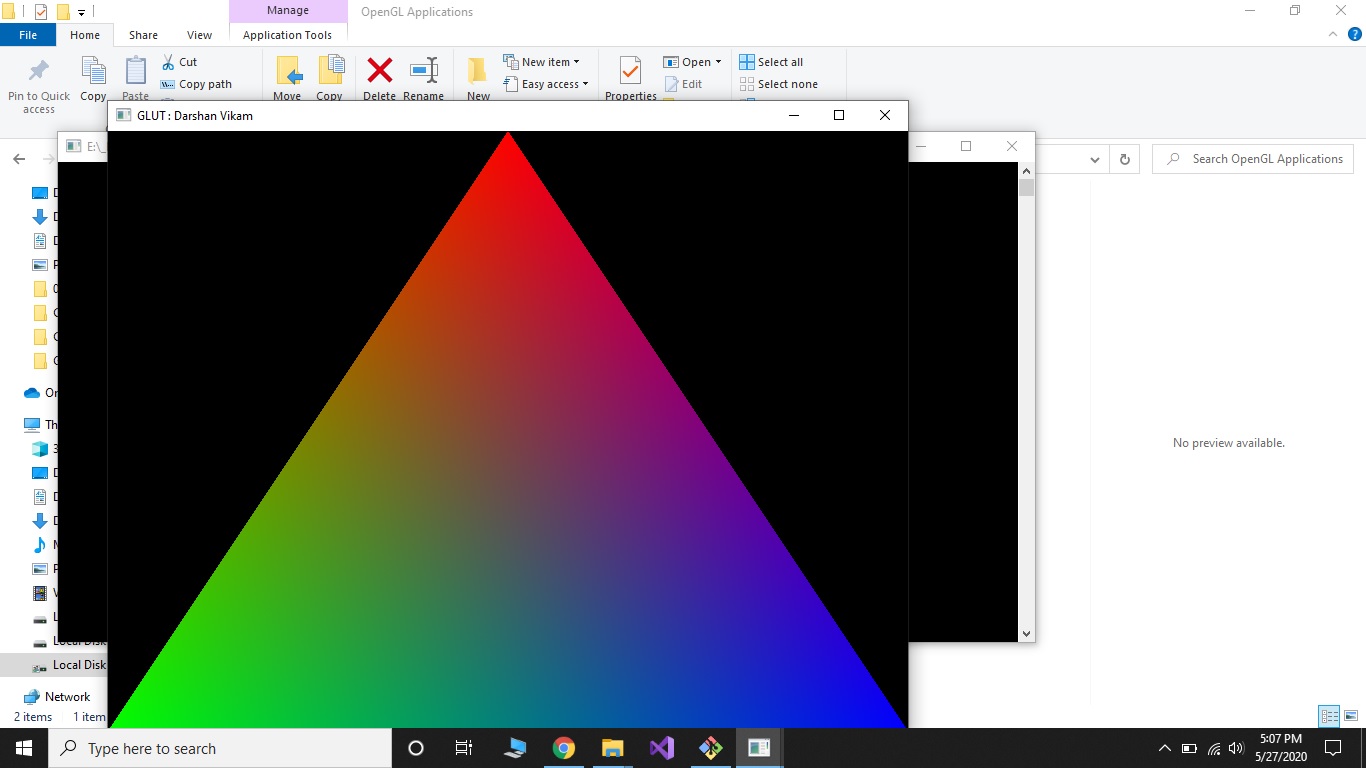 Manage
OpenGL Applications
File
Home
Share
View
Application Tools
Pin to Quick access
Copy
Paste
Cut
Copy path
Move
Copy
Delete
Rename
New
New item
Easy access
Properties
Open
Edit
Select all
Select none
GLUT : Darshan Vikam
E:\_
Search OpenGL Applications
No preview available.
Local Disk
Local Disk
Network
2 items
1 item
Type here to search
5:07 PM
5/27/2020